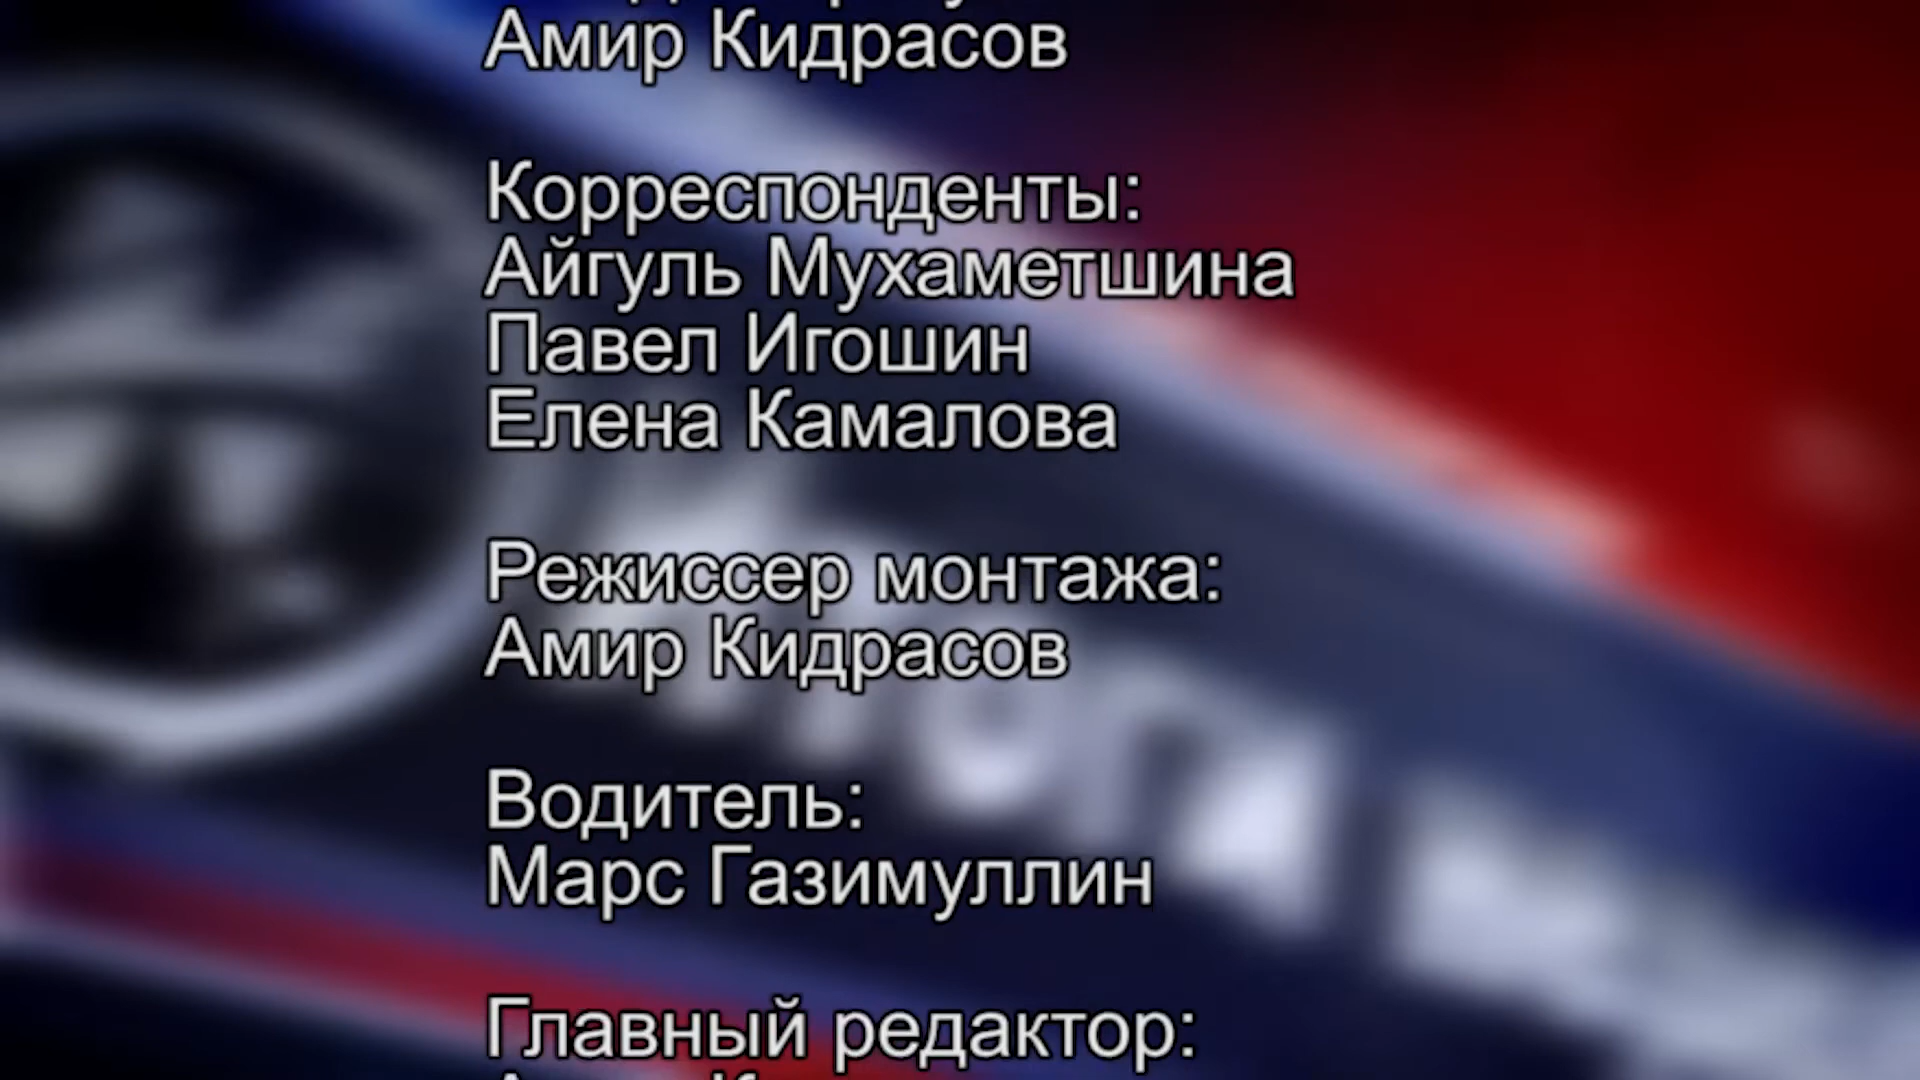 Амир Кидрасов
Корреспонденты:
Айгуль Мухаметшина
Павел Игошин
Елена Камалова
Режиссер монтажа:
Амир Кидрасов
Водитель:
Марс Газимуллин
Главный редактор: